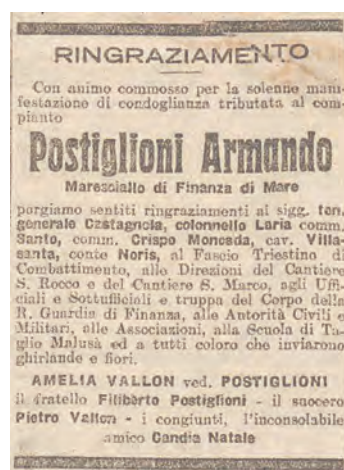 RINGRAZIAMENTO
Con animo commosso per la solenne mani-
festazione di condoglianza tributata al com-
pianto
Postiglioni Armando
Maresciallo di Finanza di Mare
porgiamo sentiti ringraziamenti ai sigg. ten.
generale Castagnola, colonnello Laria comm.
Santo, comm. Crispo Moncada, cav. Villa-
santa, conte Noris, al Fascio Triestino di
Combattimento, alle Direzioni del Cantiere
S. Rocco e del Cantiere S. Marco, agli Uffi-
ciali e Sottufficiali e truppa del Corpo della
R. Guardia di Finanza, alle Autorità Civili e
Militari, alle Associazioni, alla Scuola di Ta-
glio Malusà ed a tutti coloro che inviarono
ghirlande e fiori.
AMELIA VALLON ved. POSTIGLIONI
il fratello Filiberto Postiglioni - il suocero
Pietro Vallon - i congiunti, l'inconsolabile
amico Candia Natale